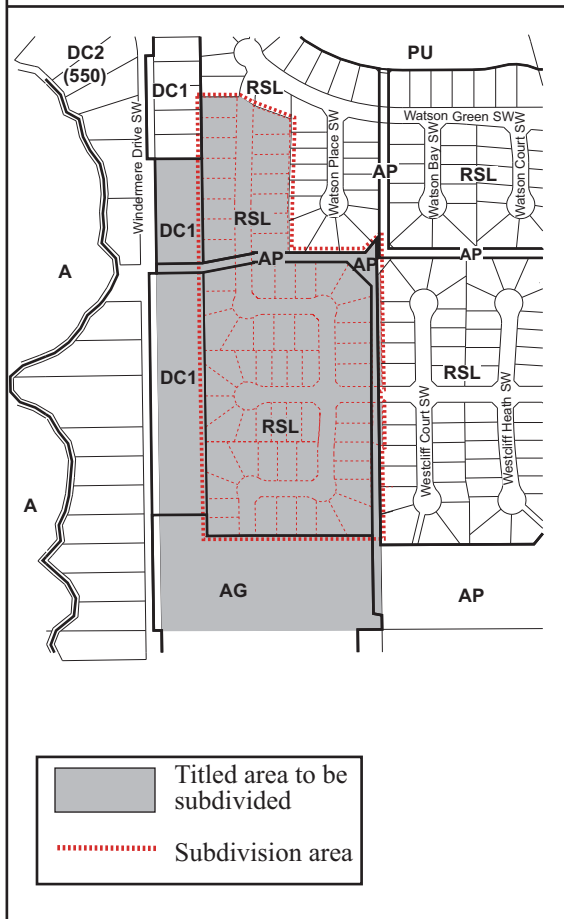 DC2
(550)
PU
DC1
RSL
Windermere Drive SW
Watson Green SW
Watson Place SW
Watson Bay SW
Watson Court SW
AP
RSL
RSL
DC1
AP
AP
AP
A
DC1
RSL
RSL
Westcliff Court SW
Westcliff Heath SW
A
AG
AP
Titled area to be
subdivided
Subdivision area